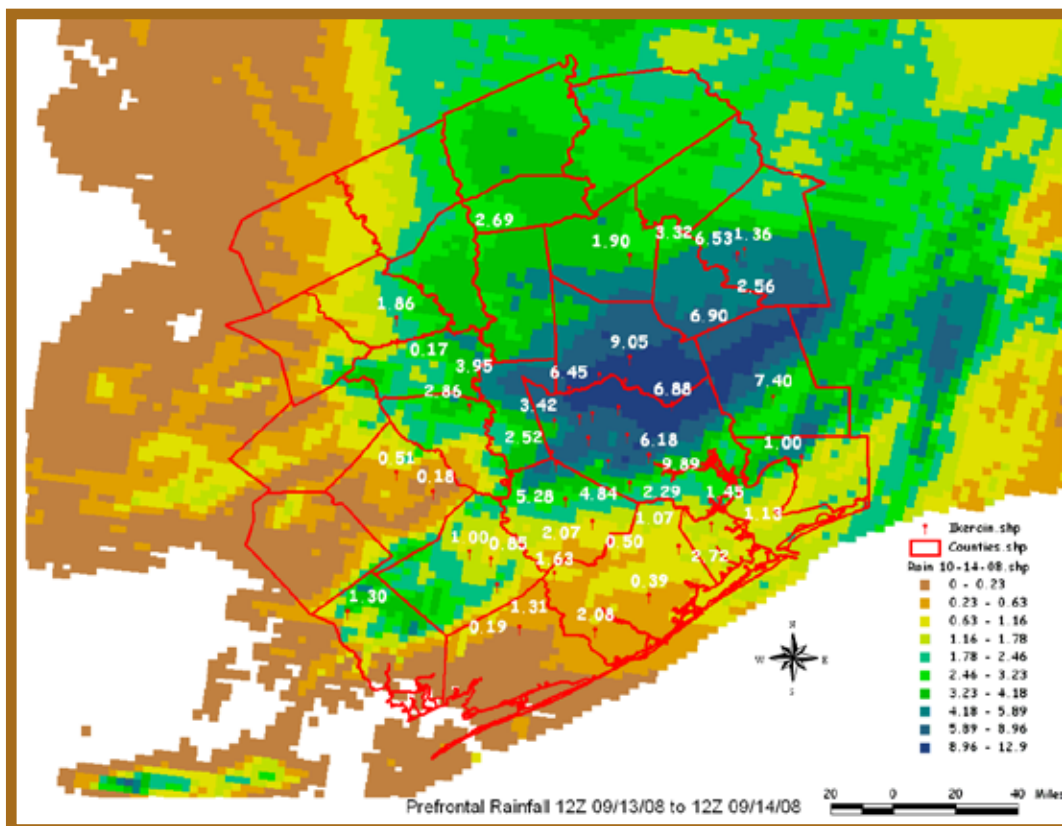 2.69
1.90
3.32
6.53
1.36
2.56
1.86
6.90
0.17
9.05
3.95
6.45
2.86
6.88
7.40
3.42
2.52
6.18
1.00
0.51
0.18
9.89
5.28
4.84
2.29
1.45
1.07
1.13
1.00
0.85
2.07
0.50
1.63
2.72
0.39
1.30
1.31
0.19
2.08
Ikerain.shp
Counties.shp
Rain 10-14-08.shp
0 - 0.23
0.23 - 0.63
0.63 - 1.16
1.16 - 1.78
1.78 - 2.46
2.46 - 3.23
3.23 - 4.18
4.18 - 5.89
5.89 - 8.96
8.96 - 12.9
N
W E
S
Prefrontal Rainfall 12Z 09/13/08 to 12Z 09/14/08
20 0 20 40 Miles